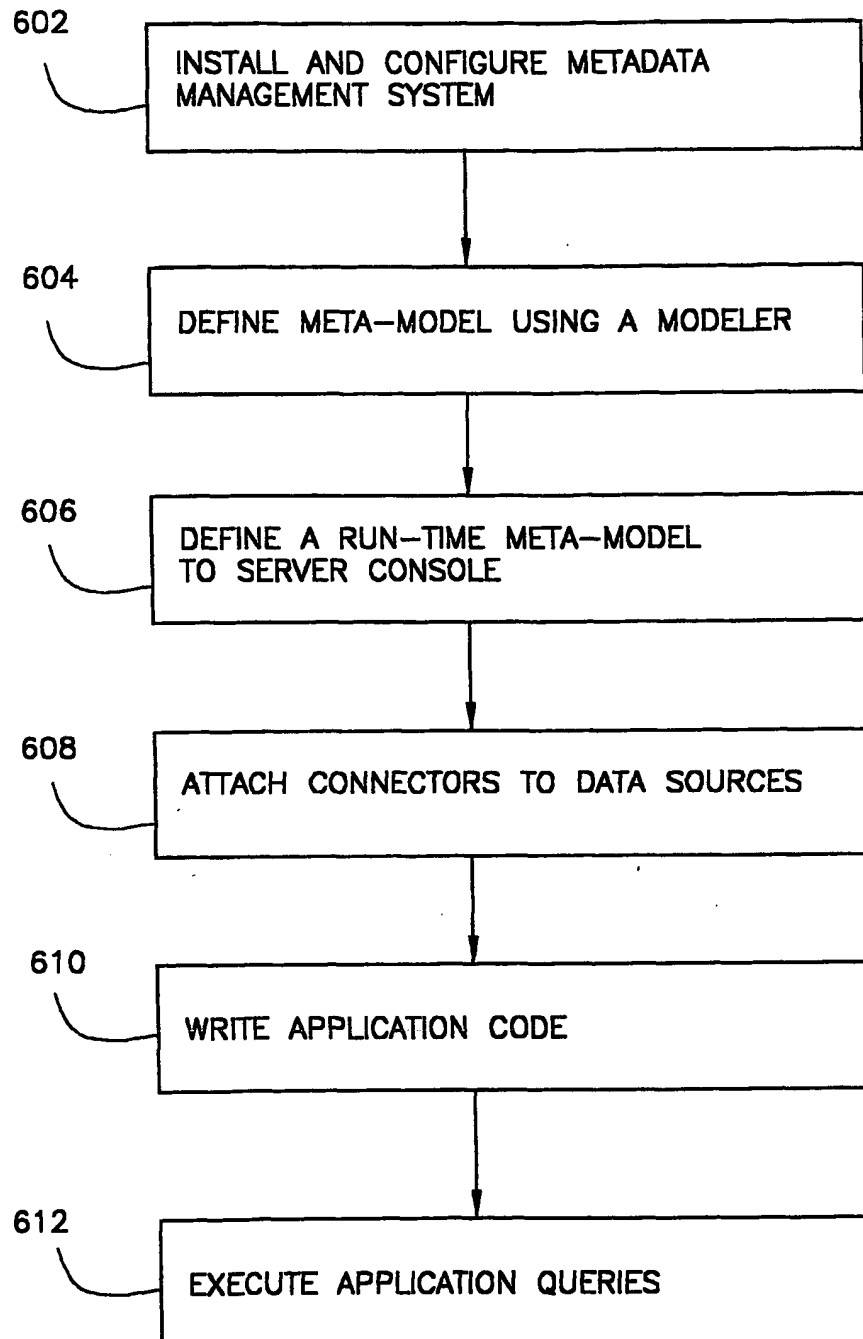 602
INSTALL AND CONFIGURE METADATA
MANAGEMENT SYSTEM
604
DEFINE META-MODEL USING A MODELER
606
DEFINE A RUN-TIME META-MODEL
TO SERVER CONSOLE
608
ATTACH CONNECTORS TO DATA SOURCES
610
WRITE APPLICATION CODE
612
EXECUTE APPLICATION QUERIES